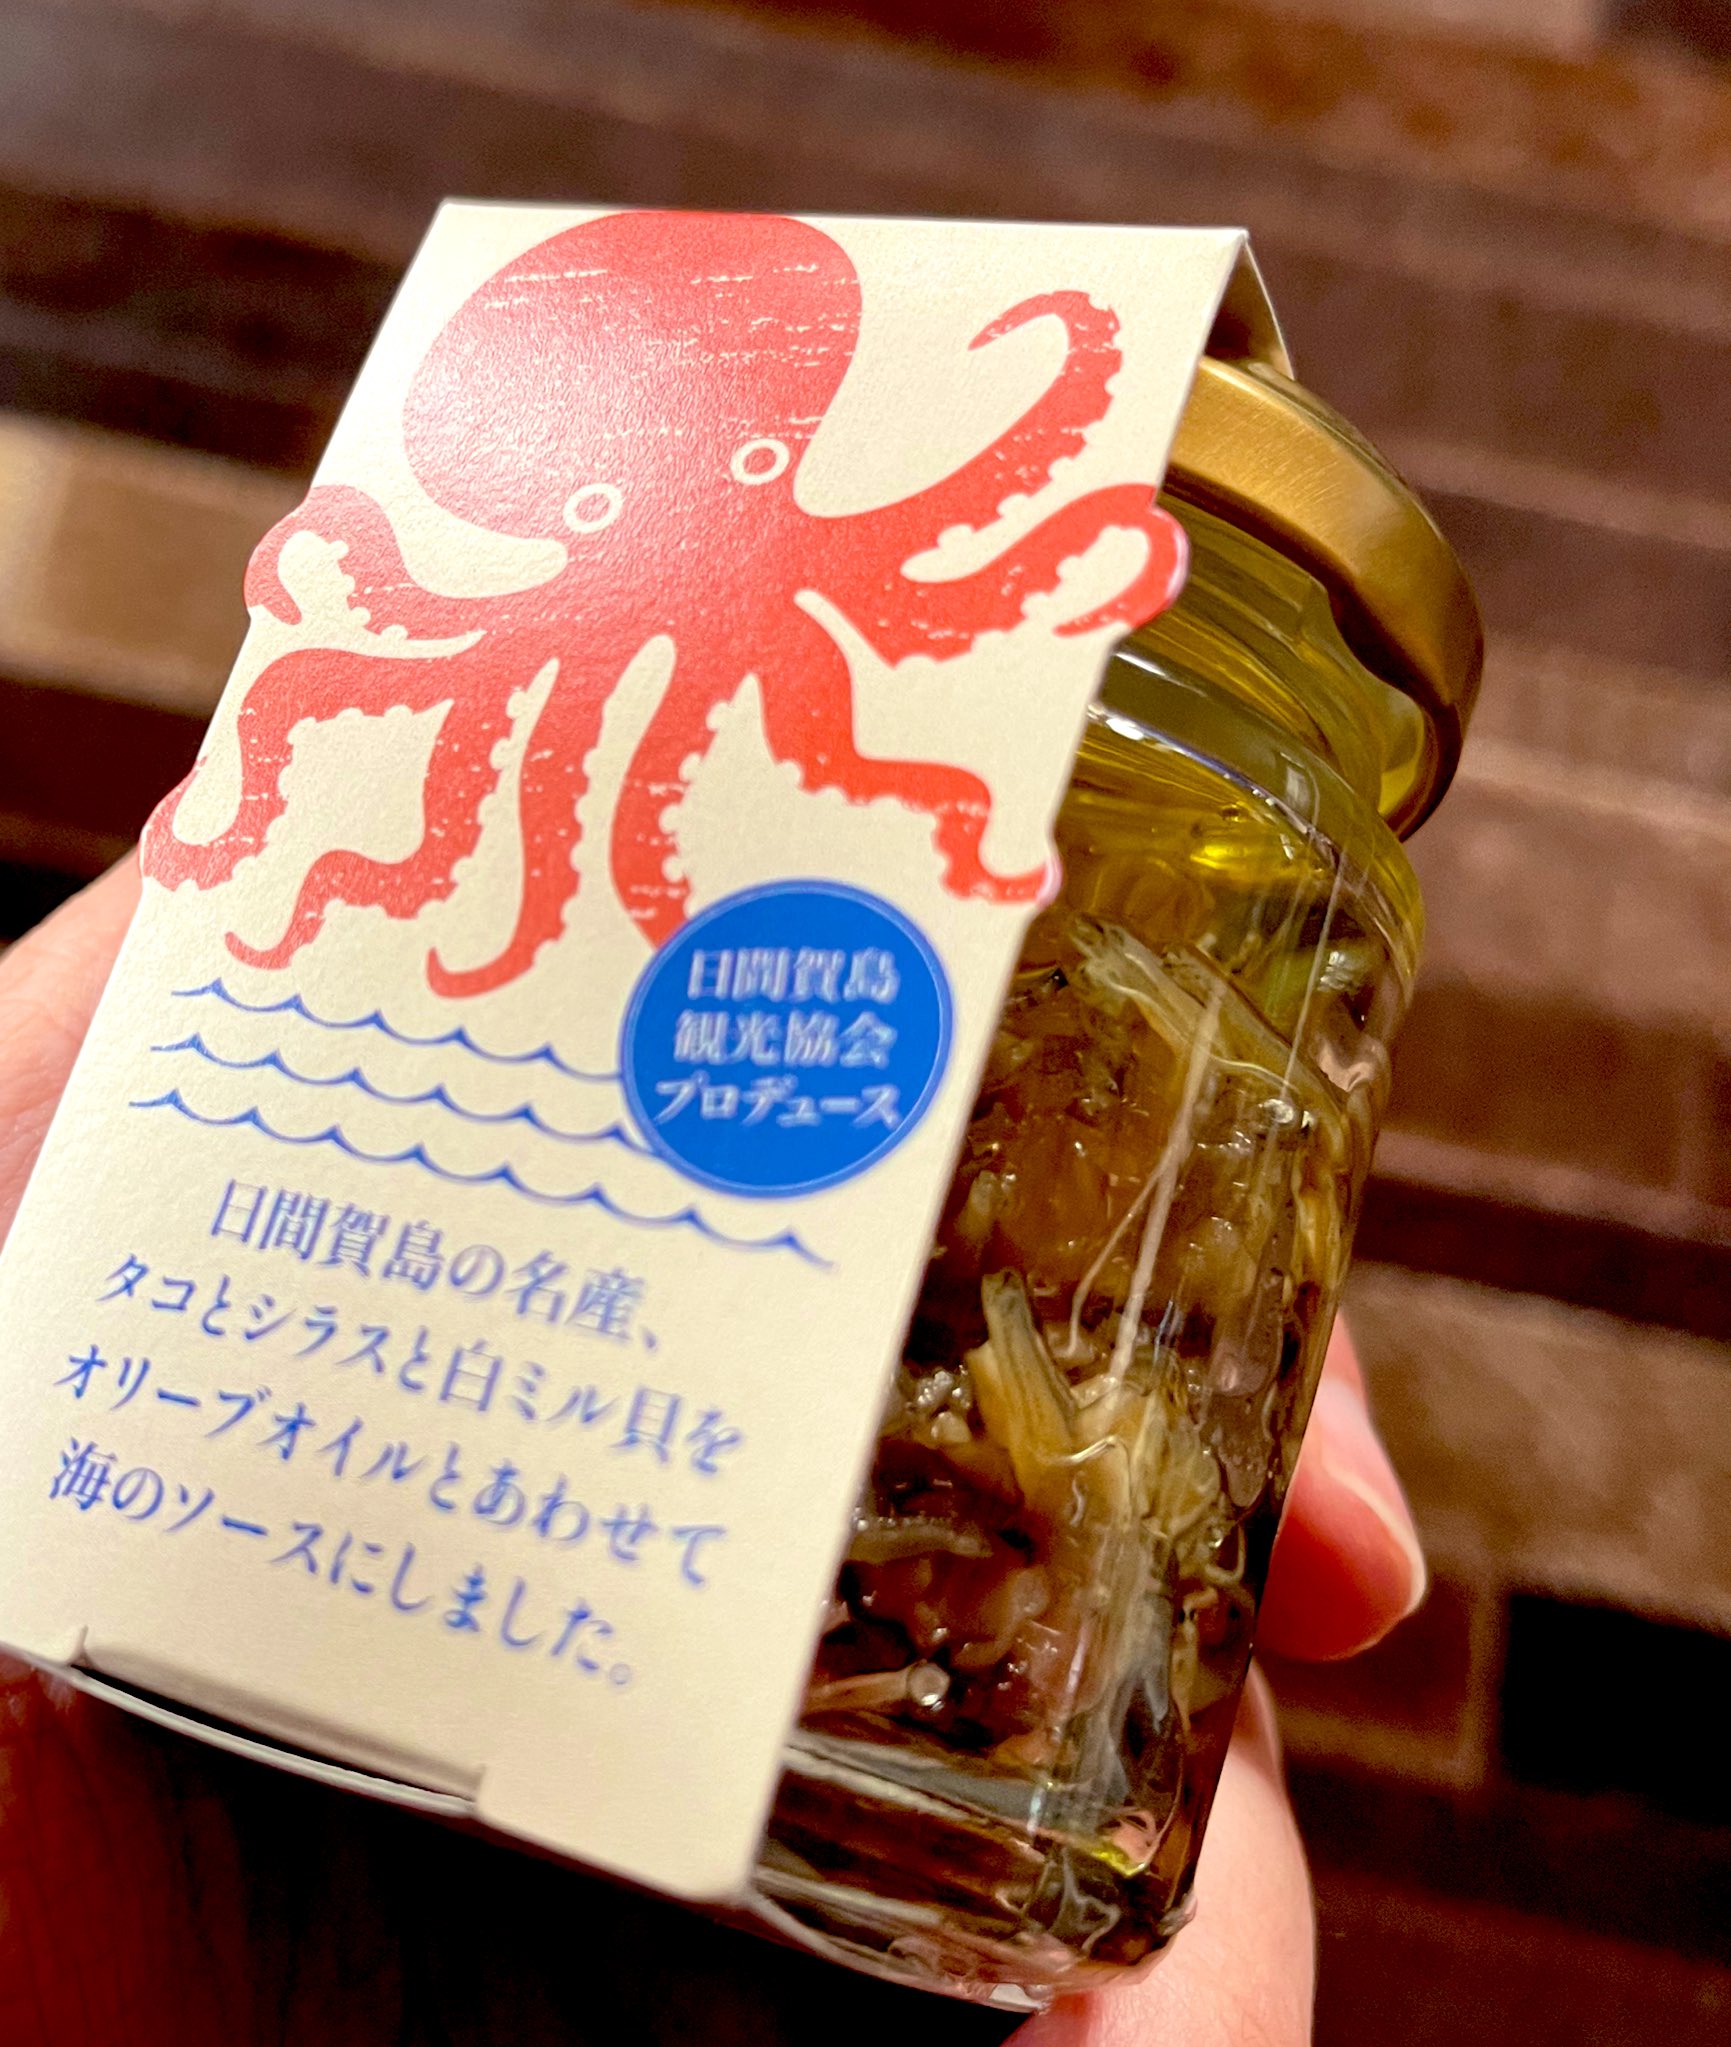 日間賀島
観光協会
プロデュース
日間賀島の名産、
タコとシラスと白ミル貝を
オリーブオイルとあわせて
海のソースにしました。